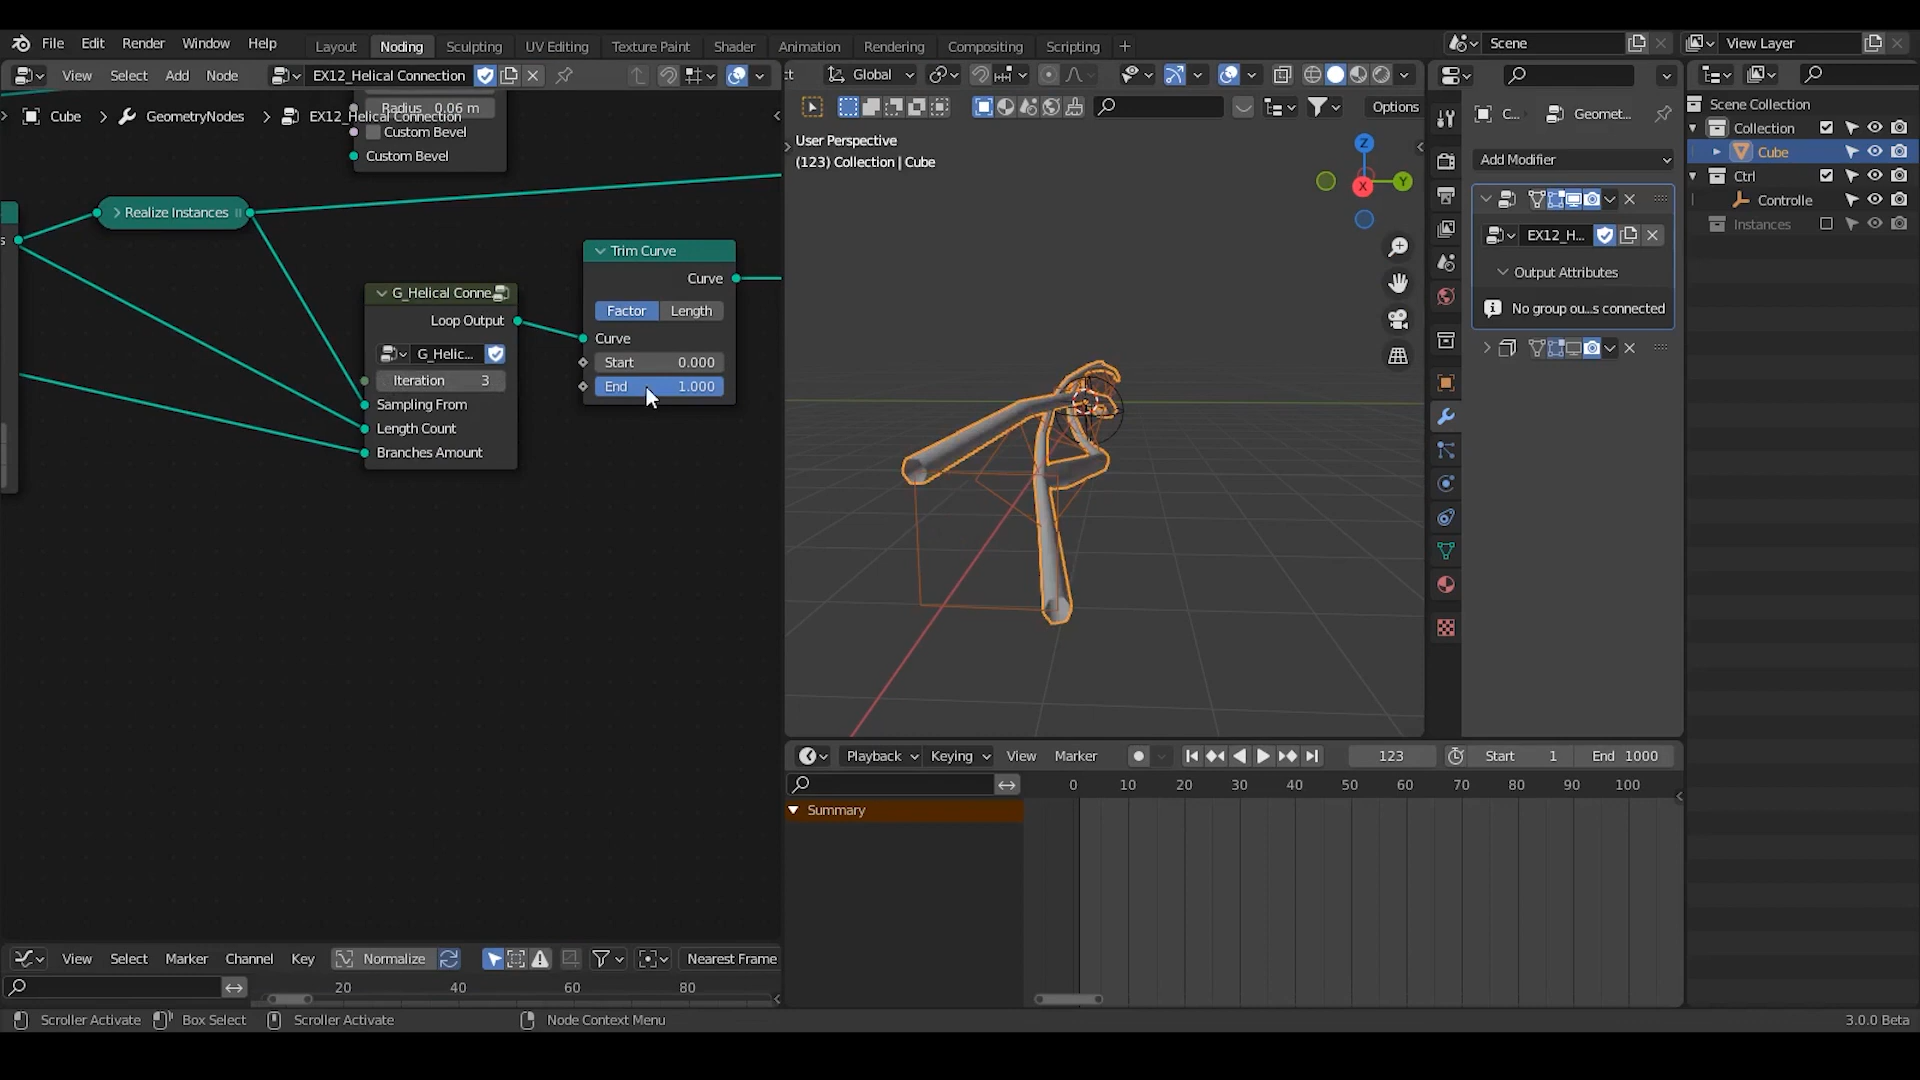 File Edit Render Window Help
Layout Noding Sculpting UV Editing Texture Paint Shader Animation Rendering Compositing Scripting +
Scene
View Layer
View Select Add Node
EX12_Helical Connection
Global
Options
Cube > GeometryNodes > EX12_Helical Connection
Radius 0.06 m
Custom Bevel
Custom Bevel
Realize Instances
G_Helical Conne
Loop Output
G_Helic...
Iteration 3
Sampling From
Length Count
Branches Amount
Trim Curve
Curve
Factor Length
Curve
Start 0.000
End 1.000
User Perspective
(123) Collection | Cube
Z
Y
X
C... Geomet...
Add Modifier
EX12_H...
Output Attributes
No group ou...s connected
Scene Collection
Collection
Cube
Ctrl
Controlle
Instances
Playback Keying View Marker
123 Start 1 End 1000
0 10 20 30 40 50 60 70 80 90 100
Summary
View Select Marker Channel Key Normalize Nearest Frame
20 40 60 80
Scroller Activate Box Select Scroller Activate Node Context Menu
3.0.0 Beta